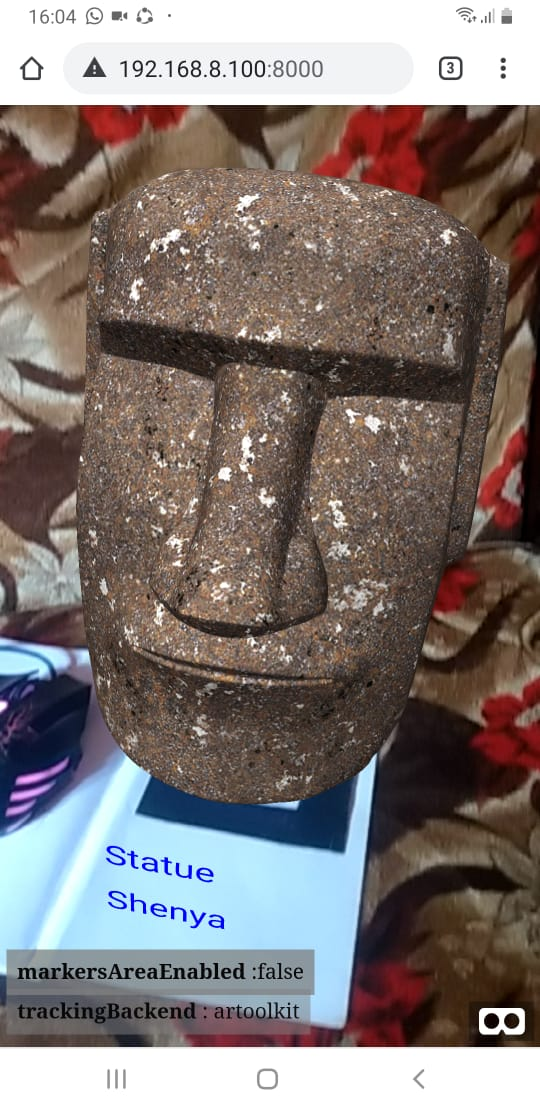 16:04
192.168.8.100:8000
3
Statue
Shenya
markersAreaEnabled :false
trackingBackend : artoolkit